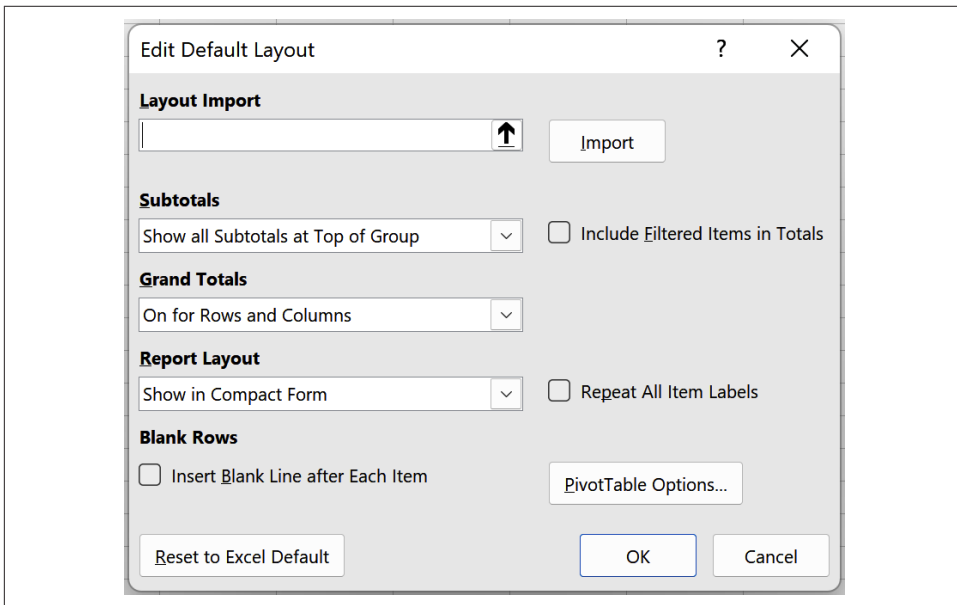 Edit Default Layout ?
Layout Import
Import
Subtotals
Show all Subtotals at Top of Group
Include Filtered Items in Totals
Grand Totals
On for Rows and Columns
Report Layout
Show in Compact Form
Repeat All Item Labels
Blank Rows
Insert Blank Line after Each Item
PivotTable Options...
Reset to Excel Default
OK
Cancel